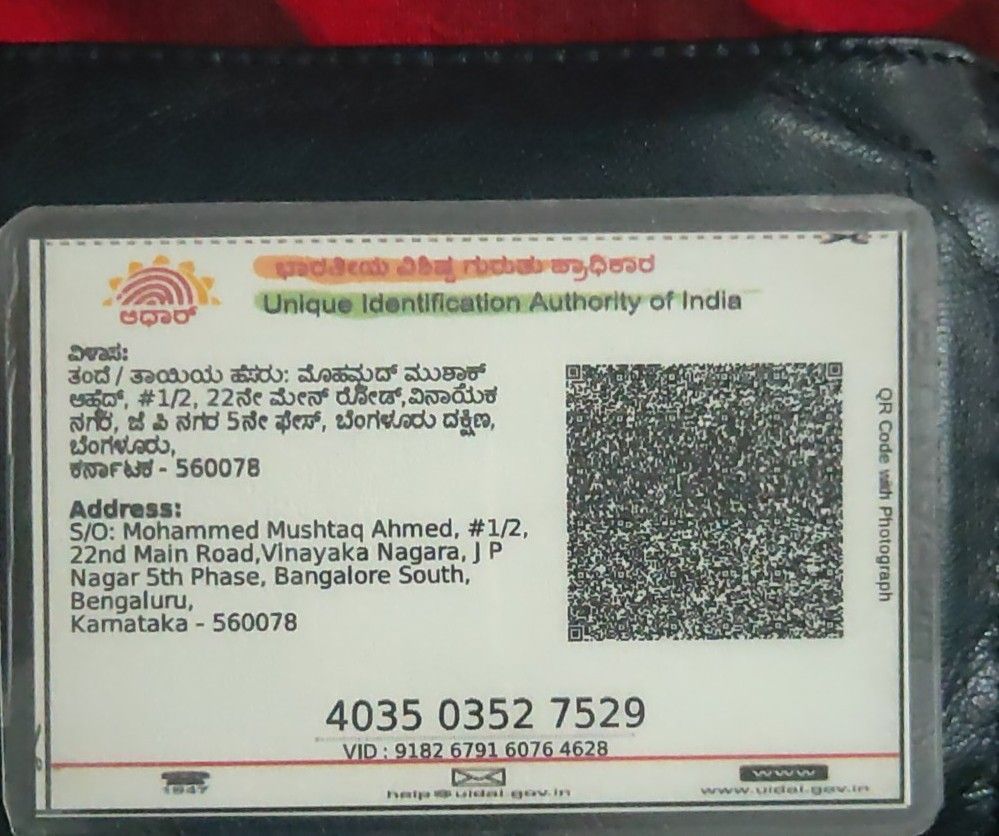 ಭಾರತೀಯ ವಿಶಿಷ್ಟ ಗುರುತು ಪ್ರಾಧಿಕಾರ
Unique Identification Authority of India
ಆಧಾರ್
ವಿಳಾಸ:
ತಂದೆ / ತಾಯಿಯ ಹೆಸರು: ಮೊಹಮ್ಮದ್ ಮುಶ್ತಾಕ್
ಅಹ್ಮದ್, #1/2, 22ನೇ ಮೇನ್ ರೋಡ್,ವಿನಾಯಕ
ನಗರ, ಜೆ ಪಿ ನಗರ 5ನೇ ಫೇಸ್, ಬೆಂಗಳೂರು ದಕ್ಷಿಣ,
ಬೆಂಗಳೂರು,
ಕರ್ನಾಟಕ - 560078
Address:
S/O: Mohammed Mushtaq Ahmed, #1/2,
22nd Main Road,Vinayaka Nagara, J P
Nagar 5th Phase, Bangalore South,
Bengaluru,
Karnataka - 560078
QR Code with Photograph
4035 0352 7529
VID : 9182 6791 6076 4628
1947
help@uidai.gov.in
www
www.uidai.gov.in